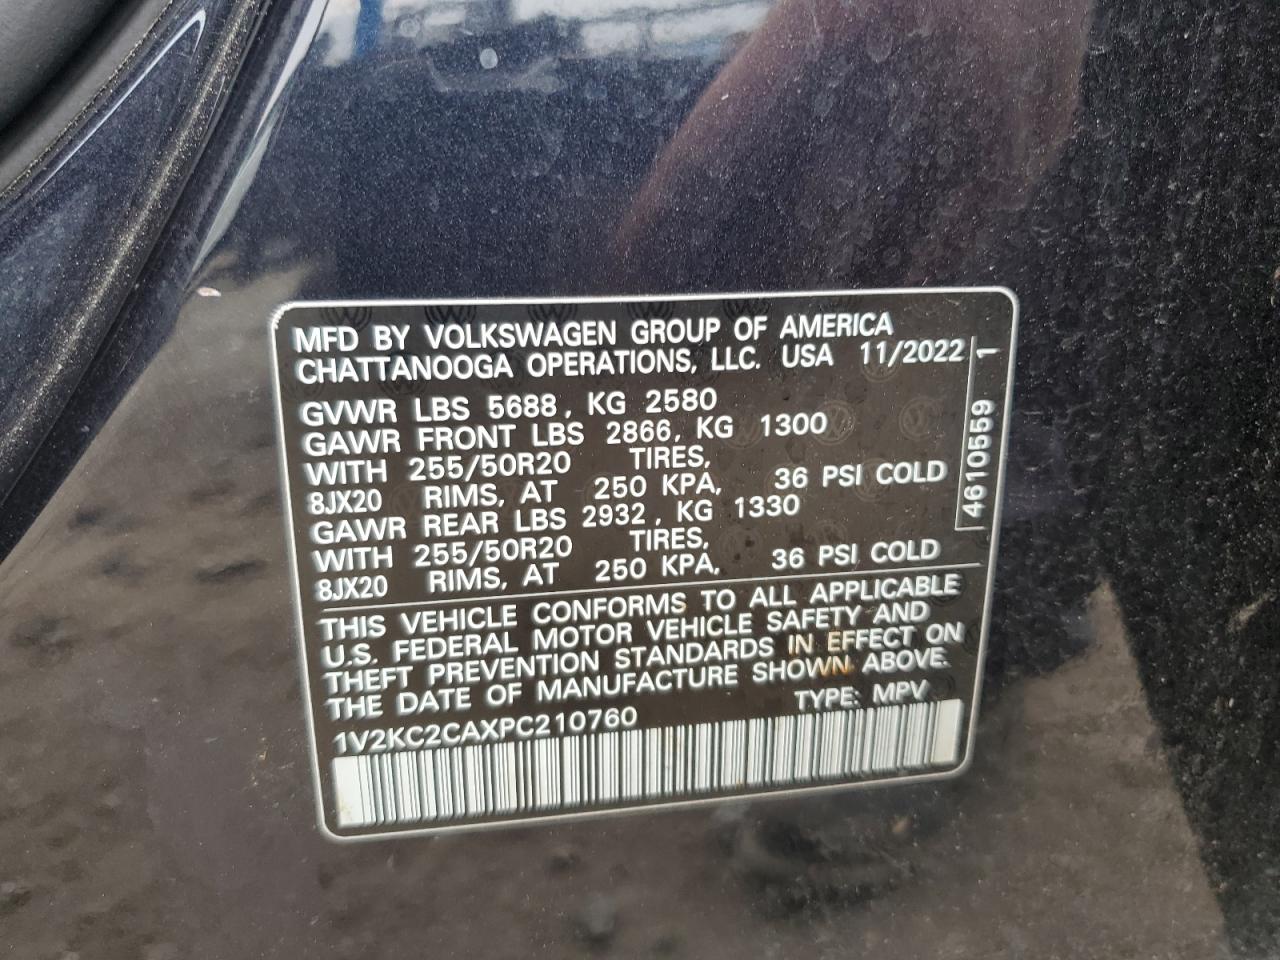 MFD BY VOLKSWAGEN GROUP OF AMERICA
CHATTANOOGA OPERATIONS, LLC. USA 11/2022
GVWR LBS 5688, KG 2580
GAWR FRONT LBS 2866, KG 1300
WITH 255/50R20 TIRES,
8JX20 RIMS, AT 250 KPA, 36 PSI COLD
GAWR REAR LBS 2932, KG 1330
WITH 255/50R20 TIRES,
8JX20 RIMS, AT 250 KPA, 36 PSI COLD
4610559 1
THIS VEHICLE CONFORMS TO ALL APPLICABLE
U.S. FEDERAL MOTOR VEHICLE SAFETY AND
THEFT PREVENTION STANDARDS IN EFFECT ON
THE DATE OF MANUFACTURE SHOWN ABOVE.
1V2KC2CAXPC210760 TYPE: MPV